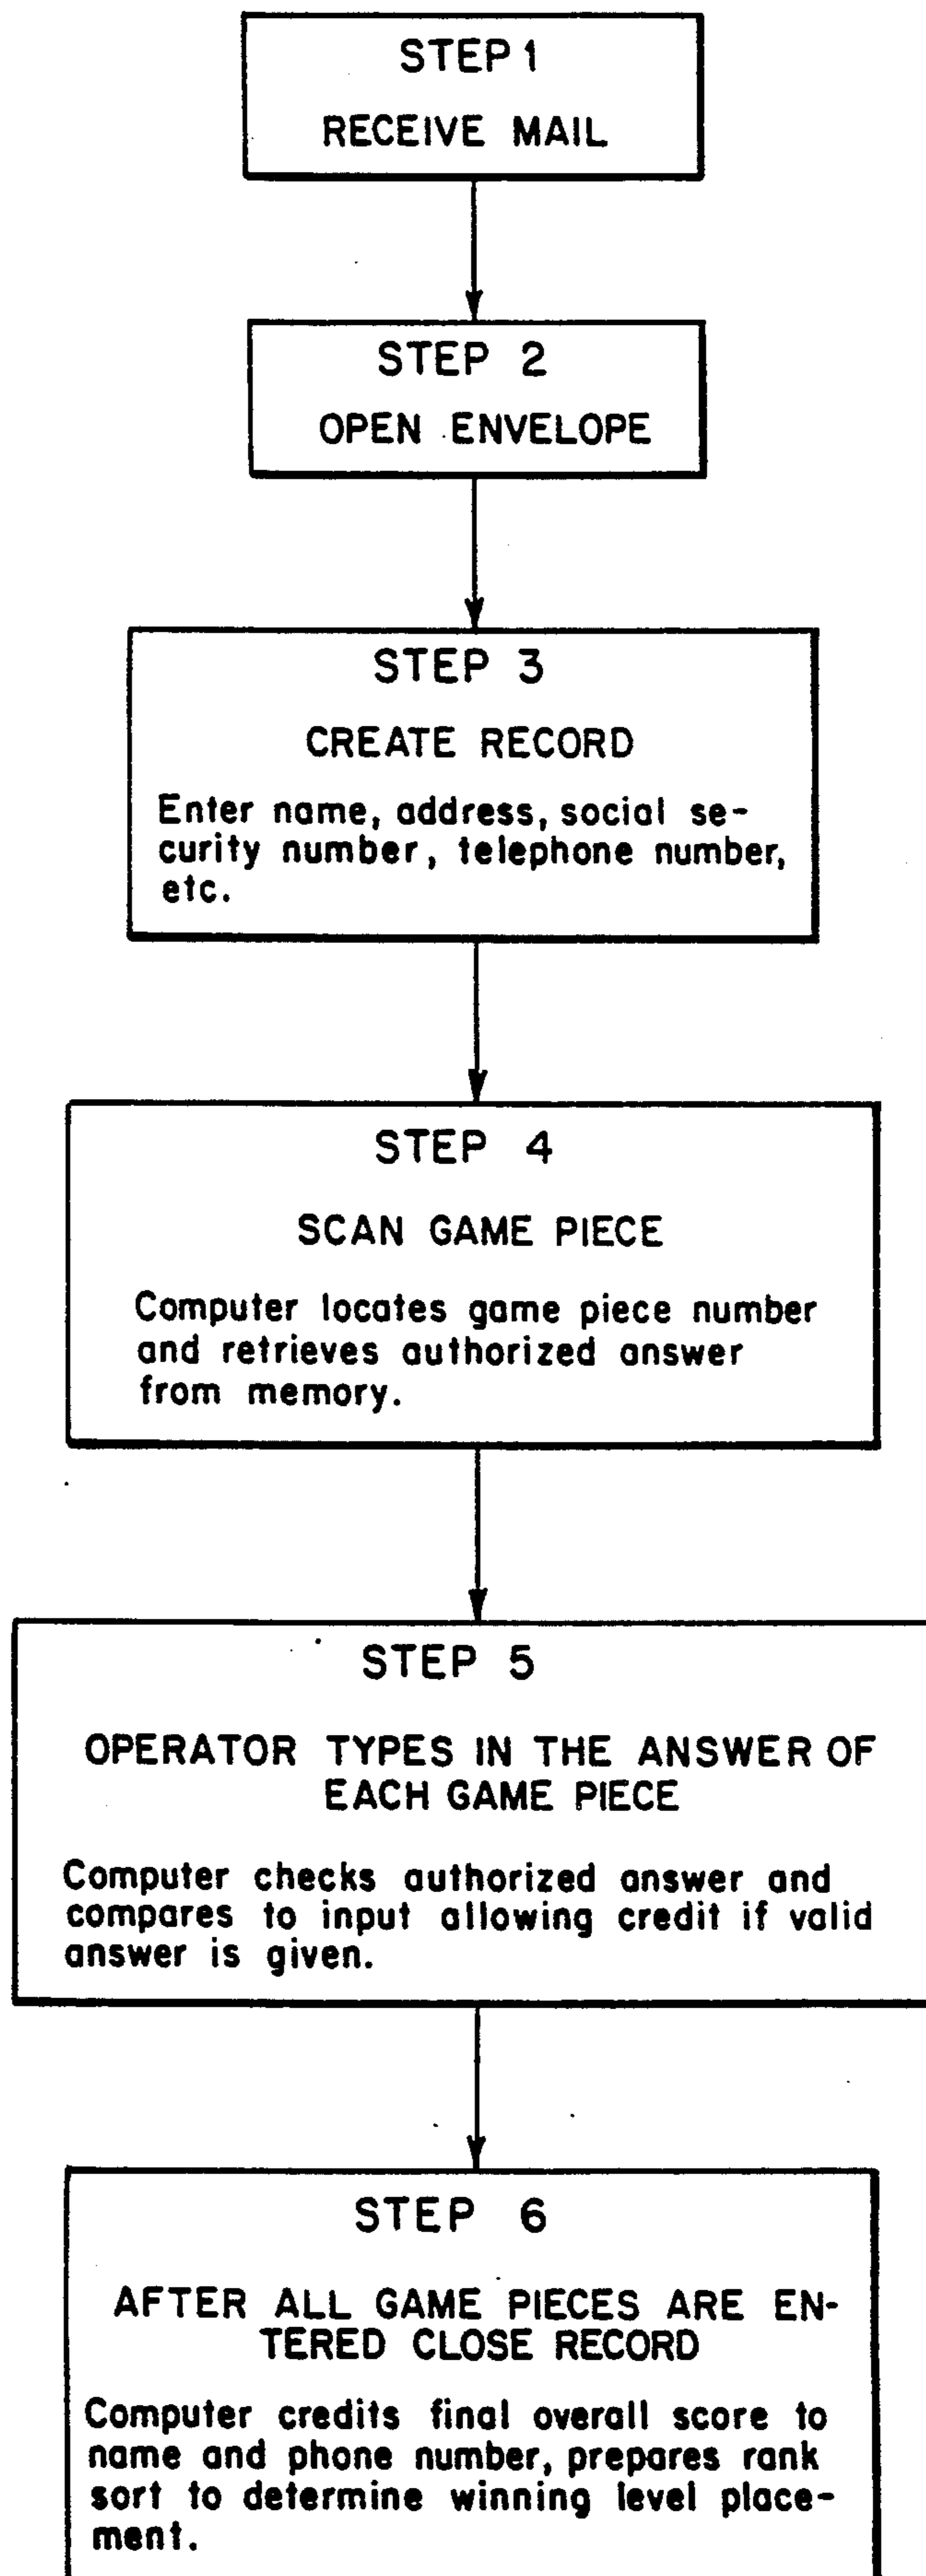 STEP 1
RECEIVE MAIL
STEP 2
OPEN ENVELOPE
STEP 3
CREATE RECORD
Enter name, address, social se-
curity number, telephone number,
etc.
STEP 4
SCAN GAME PIECE
Computer locates game piece number
and retrieves authorized answer
from memory.
STEP 5
OPERATOR TYPES IN THE ANSWER OF
EACH GAME PIECE
Computer checks authorized answer and
compares to input allowing credit if valid
answer is given.
STEP 6
AFTER ALL GAME PIECES ARE EN-
TERED CLOSE RECORD
Computer credits final overall score to
name and phone number, prepares rank
sort to determine winning level place-
ment.